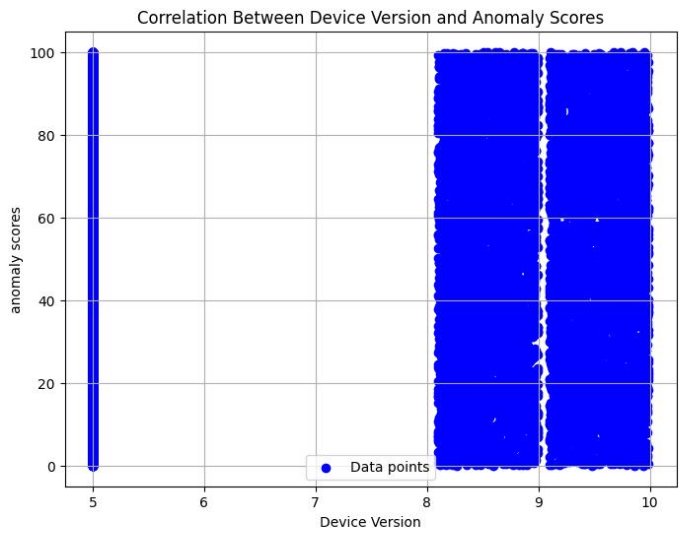 Correlation Between Device Version and Anomaly Scores
100
80
60
40
20
0
anomaly scores
Data points
5 6 7 8 9 10
Device Version